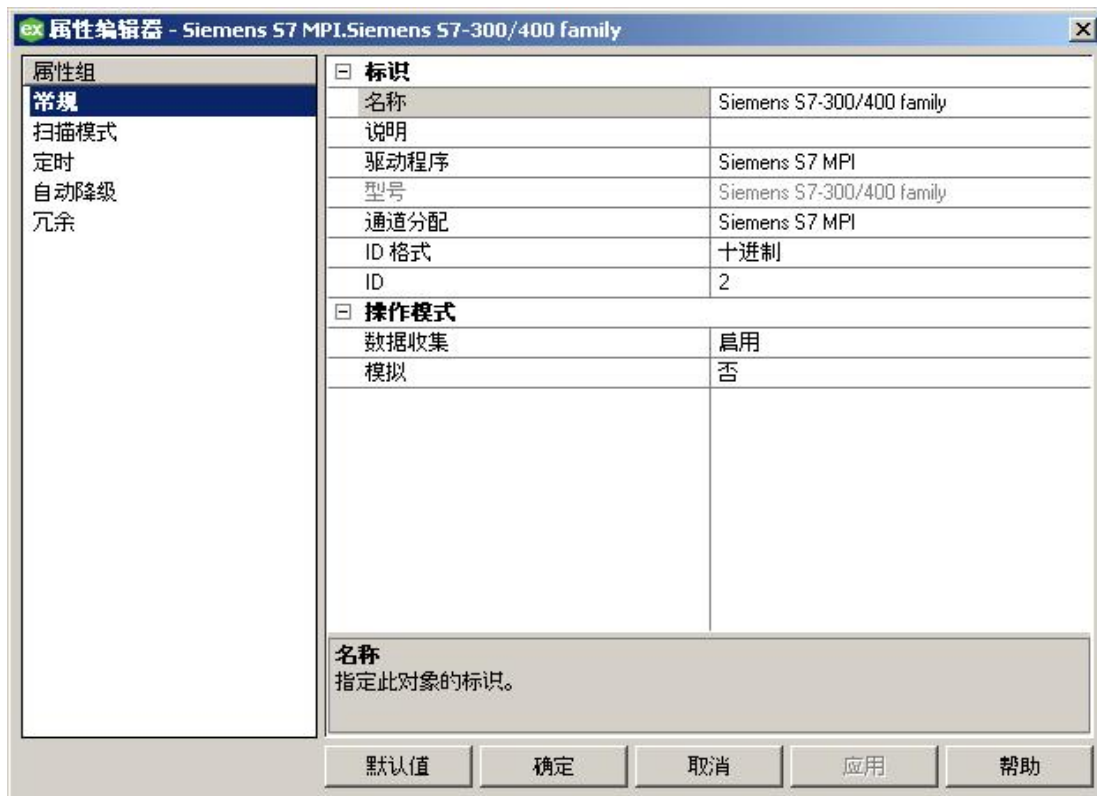 ex 属性编辑器 - Siemens S7 MPI.Siemens S7-300/400 family
属性组
常规
扫描模式
定时
自动降级
冗余
标识
名称 Siemens S7-300/400 family
说明
驱动程序 Siemens S7 MPI
型号 Siemens S7-300/400 family
通道分配 Siemens S7 MPI
ID 格式 十进制
ID 2
操作模式
数据收集 启用
模拟 否
名称
指定此对象的标识。
默认值 确定 取消 应用 帮助